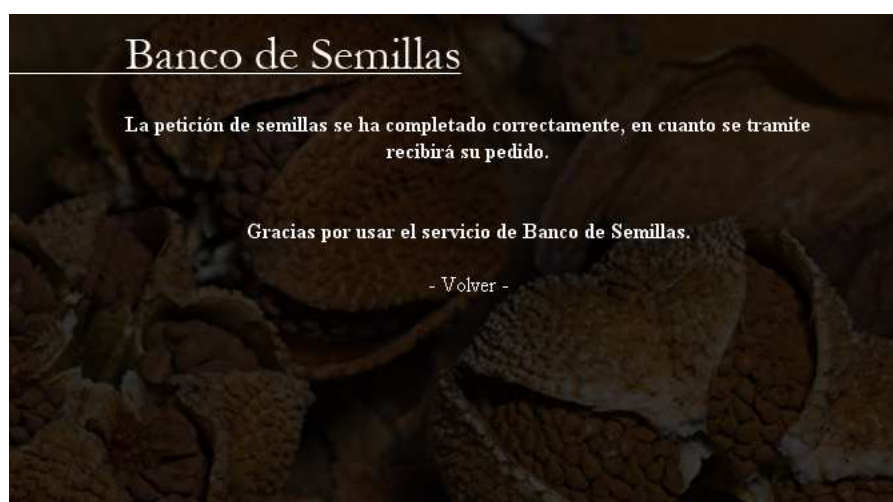 Banco de Semillas
La petición de semillas se ha completado correctamente, en cuanto se tramite
recibirá su pedido.
Gracias por usar el servicio de Banco de Semillas.
- Volver -